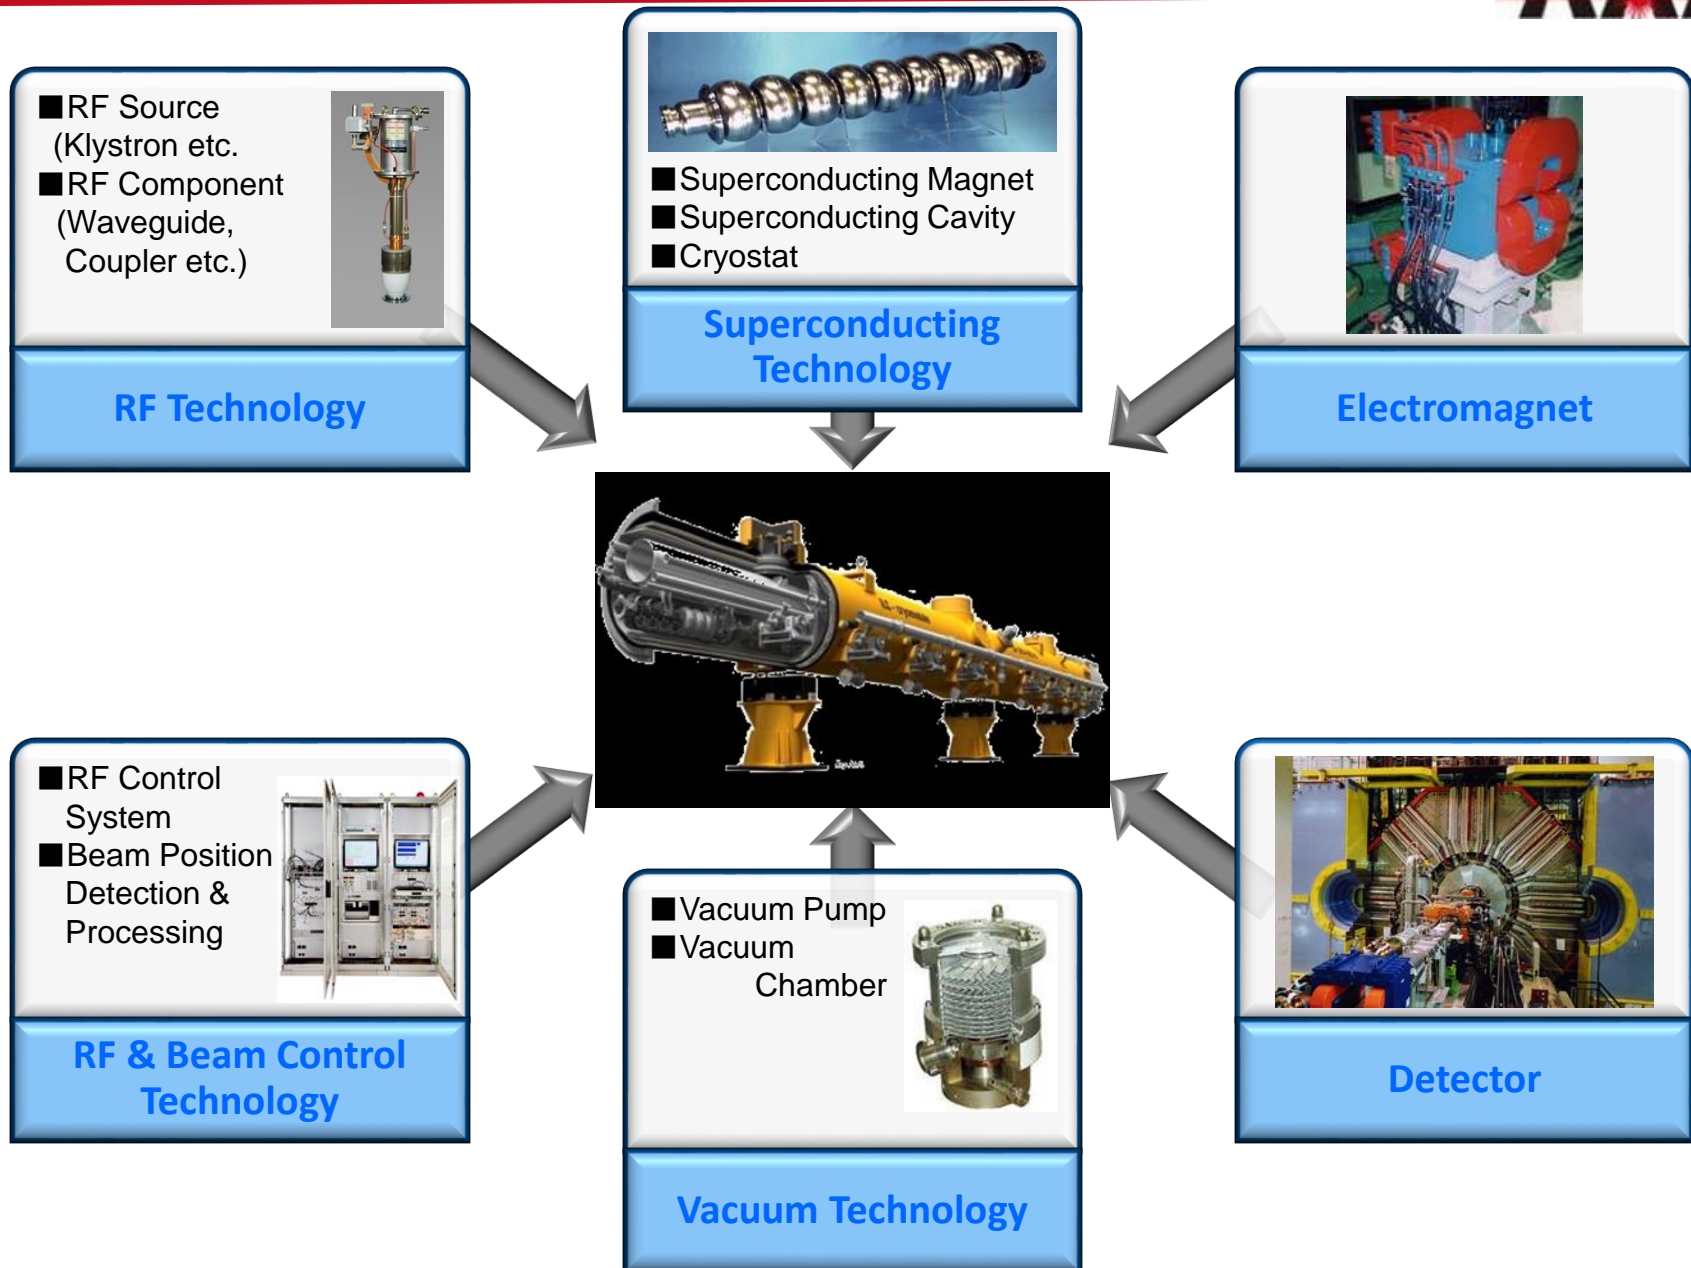 ■RF Source
(Klystron etc.
■RF Component
(Waveguide,
Coupler etc.)
RF Technology
■Superconducting Magnet
■Superconducting Cavity
■Cryostat
Superconducting
Technology
Electromagnet
■RF Control
System
■Beam Position
Detection &
Processing
RF & Beam Control
Technology
■Vacuum Pump
■Vacuum
Chamber
Vacuum Technology
Detector